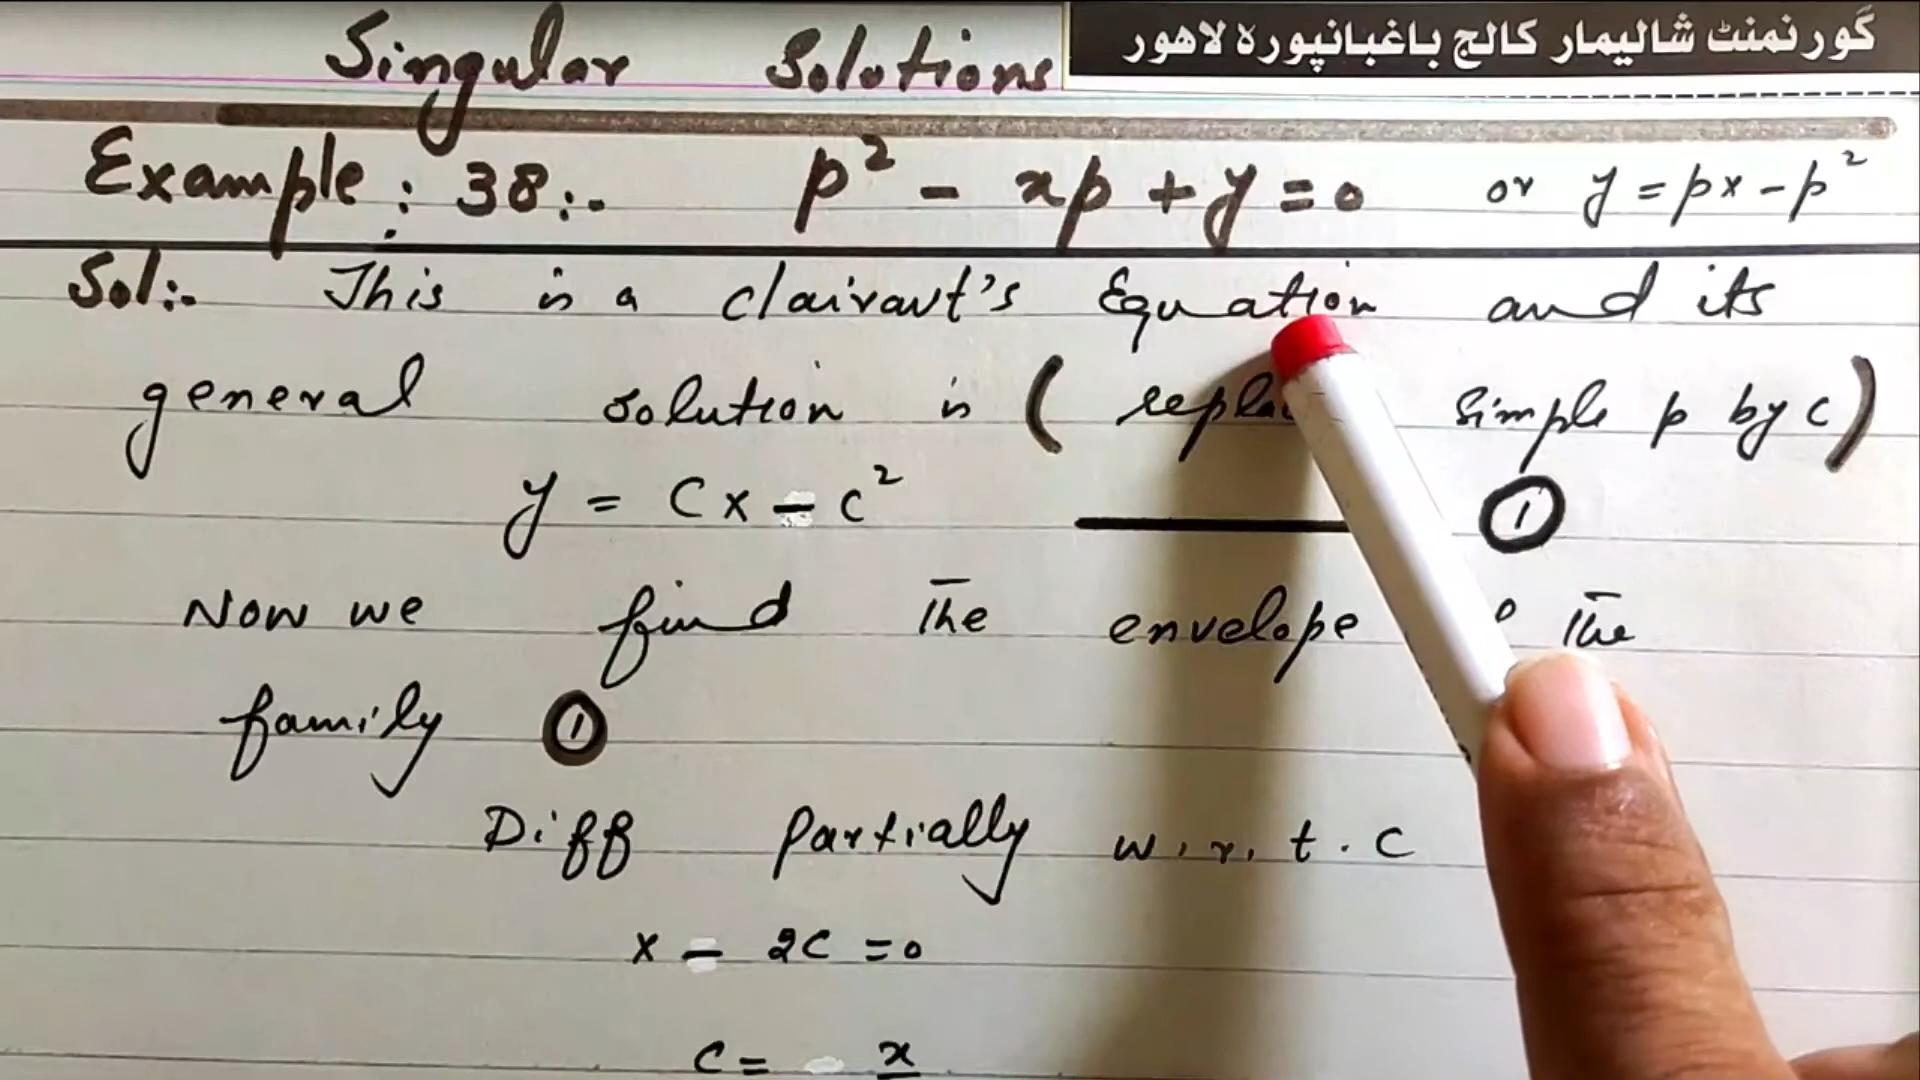 Singular Solutions
گورنمنٹ شالیمار کالج باغبانپورہ لاهور
Example: 38:- p² - xp + y = 0 or y = px - p²
Sol:- This is a clairaut's Equation and its
general solution is ( simple p by c )
y = cx - c² ①
Now we find The envelope The
family ①
Diff Partially w.r.t.c
x - 2c = 0
c = x